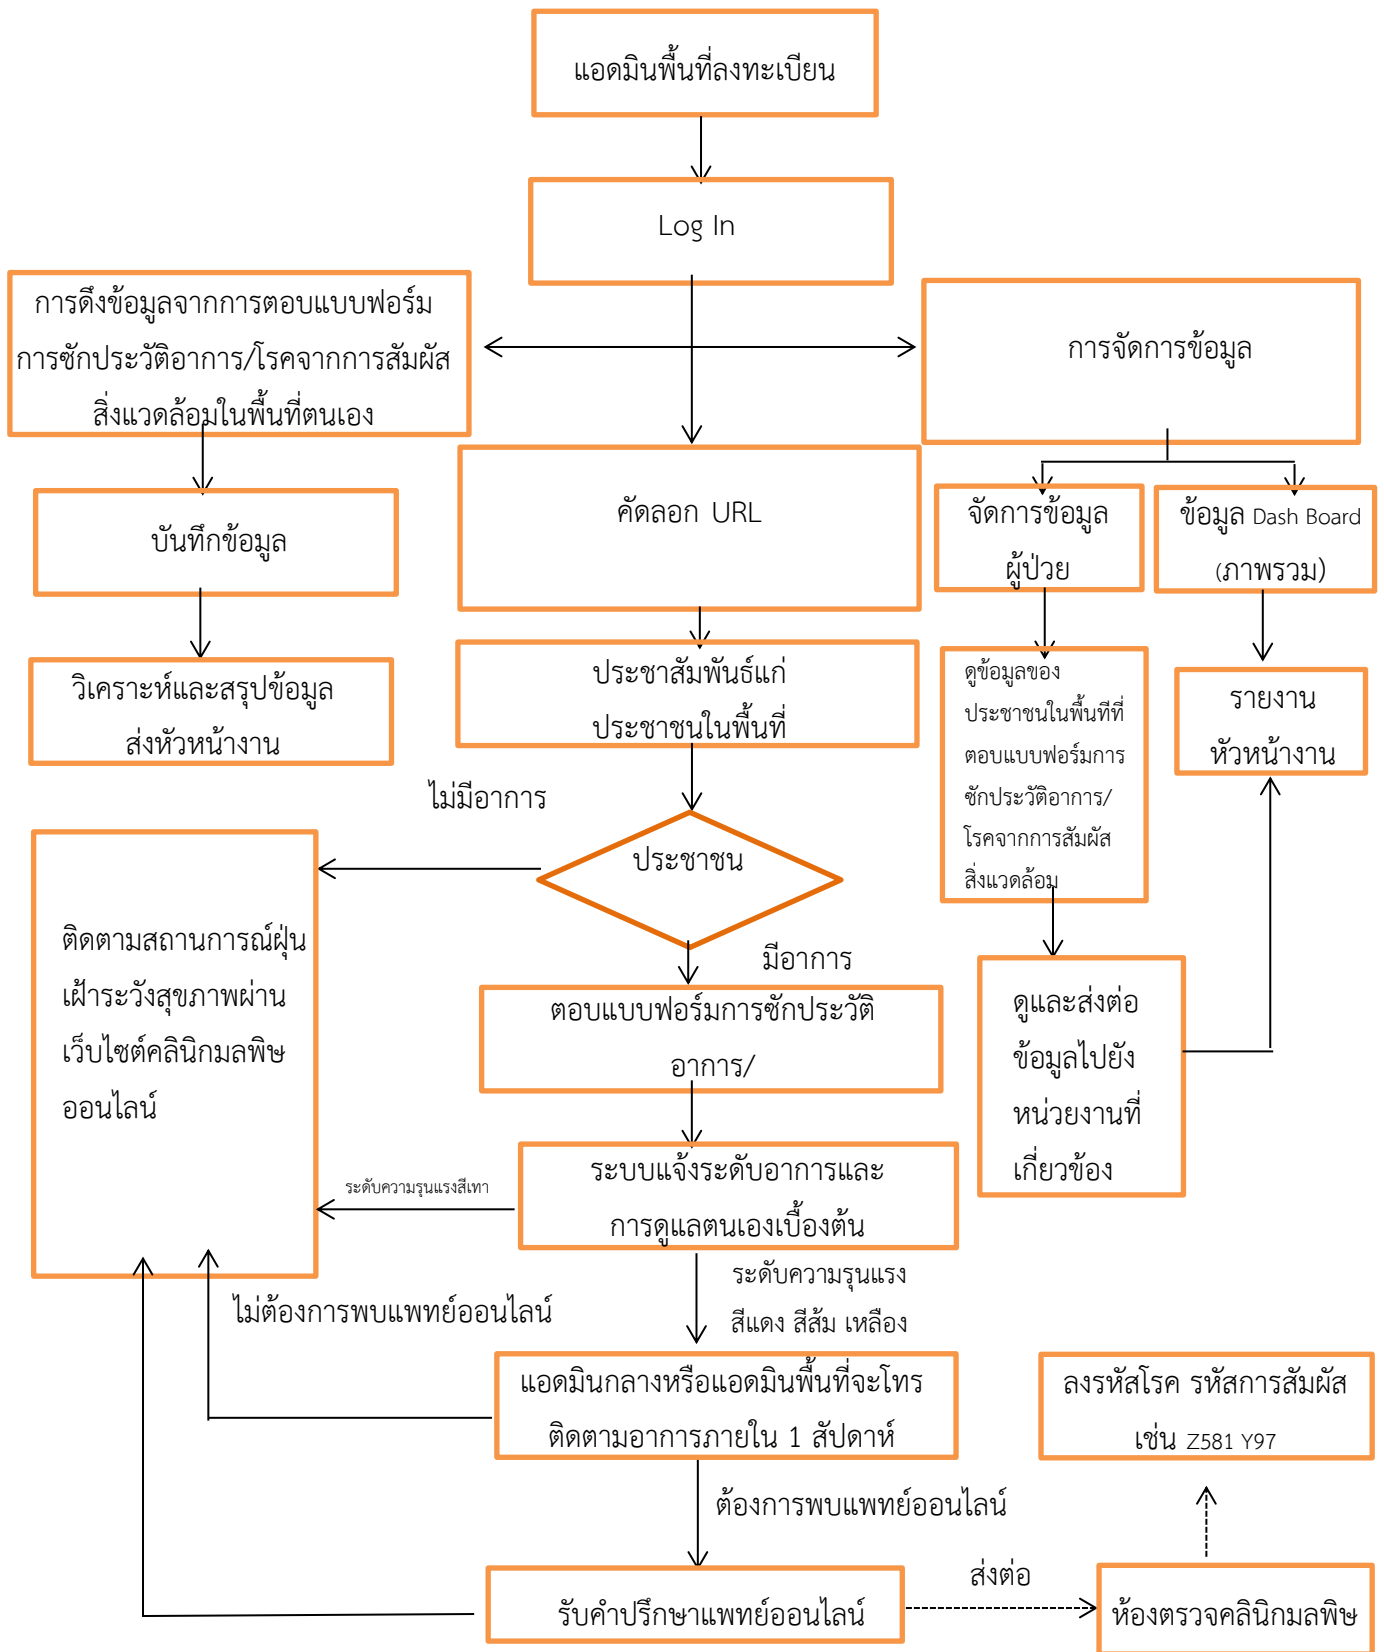 แอดมินพื้นที่ลงทะเบียน
Log In
การดึงข้อมูลจากการตอบแบบฟอร์ม
การซักประวัติอาการ/โรคจากการสัมผัส
สิ่งแวดล้อมในพื้นที่ตนเอง
การจัดการข้อมูล
บันทึกข้อมูล
คัดลอก URL
จัดการข้อมูล
ผู้ป่วย
ข้อมูล Dash Board
(ภาพรวม)
วิเคราะห์และสรุปข้อมูล
ส่งหัวหน้างาน
ประชาสัมพันธ์แก่
ประชาชนในพื้นที่
ดูข้อมูลของ
ประชาชนในพื้นทีที่
ตอบแบบฟอร์มการ
ซักประวัติอาการ/
โรคจากการสัมผัส
สิ่งแวดล้อม
รายงาน
หัวหน้างาน
ไม่มีอาการ
ประชาชน
มีอาการ
ติดตามสถานการณ์ฝุ่น
เฝ้าระวังสุขภาพผ่าน
เว็บไซต์คลินิกมลพิษ
ออนไลน์
ตอบแบบฟอร์มการซักประวัติ
อาการ/
ดูและส่งต่อ
ข้อมูลไปยัง
หน่วยงานที่
เกี่ยวข้อง
ระบบแจ้งระดับอาการและ
การดูแลตนเองเบื้องต้น
ระดับความรุนแรงสีเทา
ระดับความรุนแรง
สีแดง สีส้ม เหลือง
ไม่ต้องการพบแพทย์ออนไลน์
แอดมินกลางหรือแอดมินพื้นที่จะโทร
ติดตามอาการภายใน 1 สัปดาห์
ลงรหัสโรค รหัสการสัมผัส
เช่น Z581 Y97
ต้องการพบแพทย์ออนไลน์
รับคำปรึกษาแพทย์ออนไลน์
ส่งต่อ
ห้องตรวจคลินิกมลพิษ